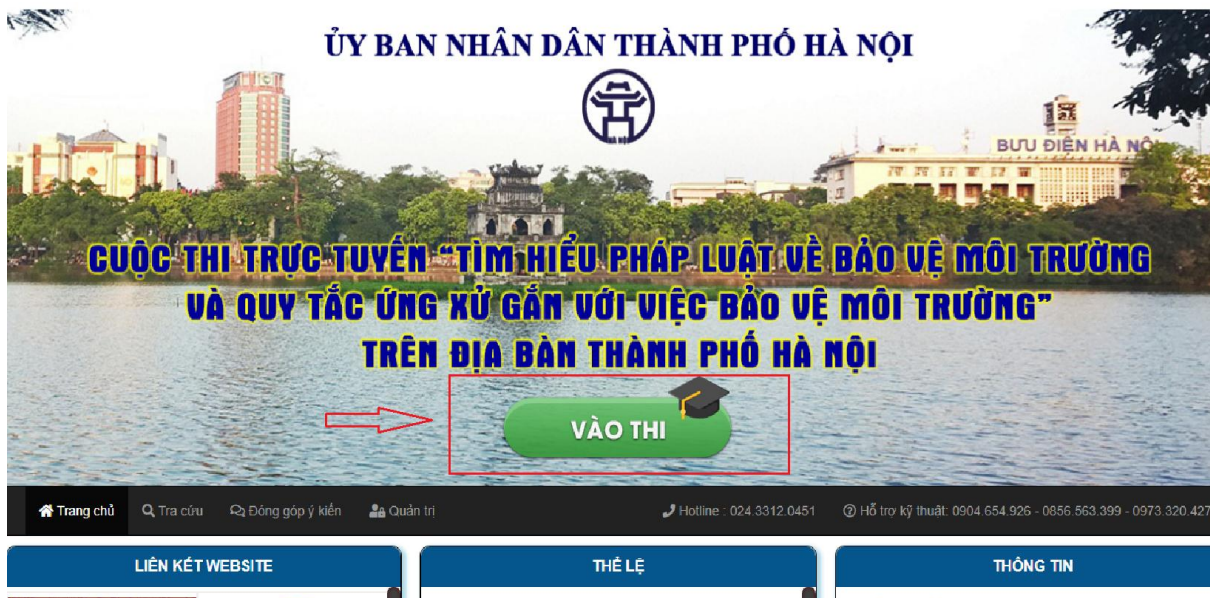 ỦY BAN NHÂN DÂN THÀNH PHỐ HÀ NỘI
HÀ NỘI
BƯU ĐIỆN HÀ NỘI
CUỘC THI TRỰC TUYẾN “TÌM HIỂU PHÁP LUẬT VỀ BẢO VỆ MÔI TRƯỜNG
VÀ QUY TẮC ỨNG XỬ GẮN VỚI VIỆC BẢO VỆ MÔI TRƯỜNG”
TRÊN ĐỊA BÀN THÀNH PHỐ HÀ NỘI
VÀO THI
Trang chủ Tra cứu Đóng góp ý kiến Quản trị Hotline : 024.3312.0451 Hỗ trợ kỹ thuật: 0904.654.926 - 0856.563.399 - 0973.320.427
LIÊN KẾT WEBSITE THỂ LỆ THÔNG TIN